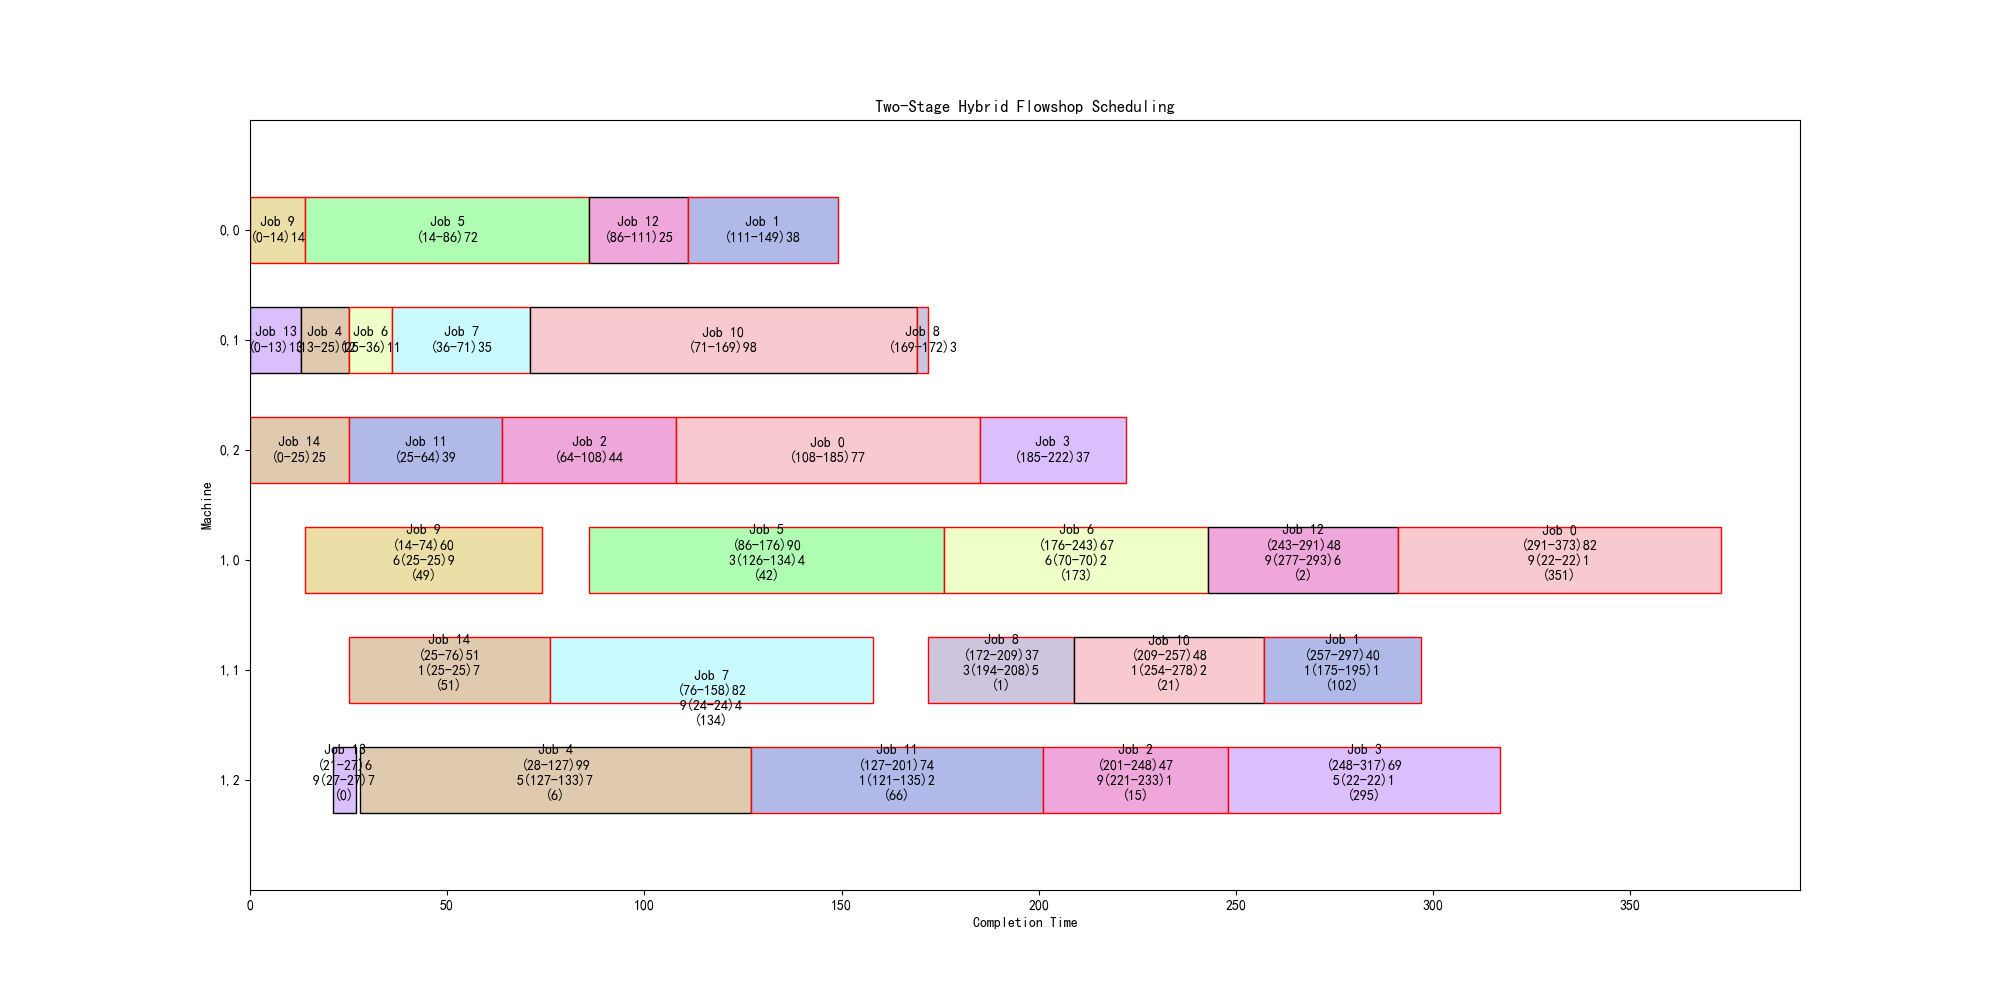 Two-Stage Hybrid Flowshop Scheduling
Machine
0,0
Job 9
(0-14)14
Job 5
(14-86)72
Job 12
(86-111)25
Job 1
(111-149)38
0,1
Job 13
(0-13)13
Job 4
(13-25)12
Job 6
(25-36)11
Job 7
(36-71)35
Job 10
(71-169)98
Job 8
(169-172)3
0,2
Job 14
(0-25)25
Job 11
(25-64)39
Job 2
(64-108)44
Job 0
(108-185)77
Job 3
(185-222)37
1,0
Job 9
(14-74)60
6(25-25)9
(49)
Job 5
(86-176)90
3(126-134)4
(42)
Job 6
(176-243)67
6(70-70)2
(173)
Job 12
(243-291)48
9(277-293)6
(2)
Job 0
(291-373)82
9(22-22)1
(351)
1,1
Job 14
(25-76)51
1(25-25)7
(51)
Job 7
(76-158)82
9(24-24)4
(134)
Job 8
(172-209)37
3(194-208)5
(1)
Job 10
(209-257)48
1(254-278)2
(21)
Job 1
(257-297)40
1(175-195)1
(102)
1,2
Job 13
(21-27)6
9(27-27)7
(0)
Job 4
(28-127)99
5(127-133)7
(6)
Job 11
(127-201)74
1(121-135)2
(66)
Job 2
(201-248)47
9(221-233)1
(15)
Job 3
(248-317)69
5(22-22)1
(295)
0
50
100
150
200
250
300
350
Completion Time